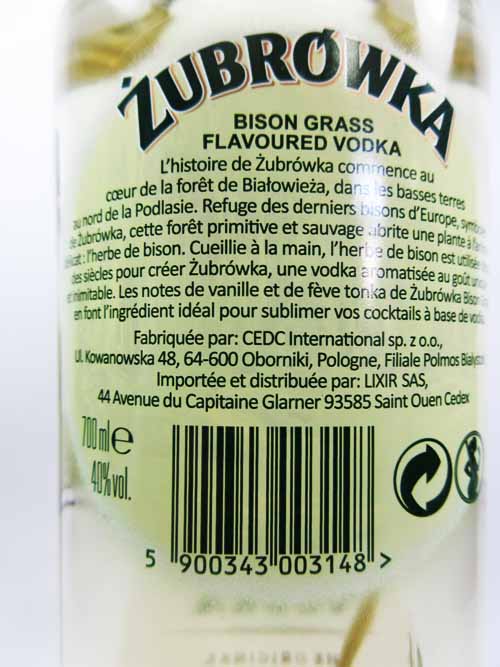 ŻUBRÓWKA
BISON GRASS
FLAVOURED VODKA
L'histoire de Żubrówka commence au
cœur de la forêt de Białowieża, dans les basses terres
au nord de la Podlasie. Refuge des derniers bisons d'Europe,
de Żubrówka, cette forêt primitive et sauvage abrite une plante à
: l'herbe de bison. Cueillie à la main, l'herbe de bison est utilisée
des siècles pour créer Żubrówka, une vodka aromatisée au goût
et inimitable. Les notes de vanille et de fève tonka de Żubrówka Bison
en font l'ingrédient idéal pour sublimer vos cocktails à base de vodka.
Fabriquée par: CEDC International sp. z o.o.,
Ul. Kowanowska 48, 64-600 Oborniki, Pologne, Filiale Polmos
Importée et distribuée par: LIXIR SAS,
44 Avenue du Capitaine Glarner 93585 Saint Ouen Cedex
700 ml e
40% vol.
5 900343 003148 >